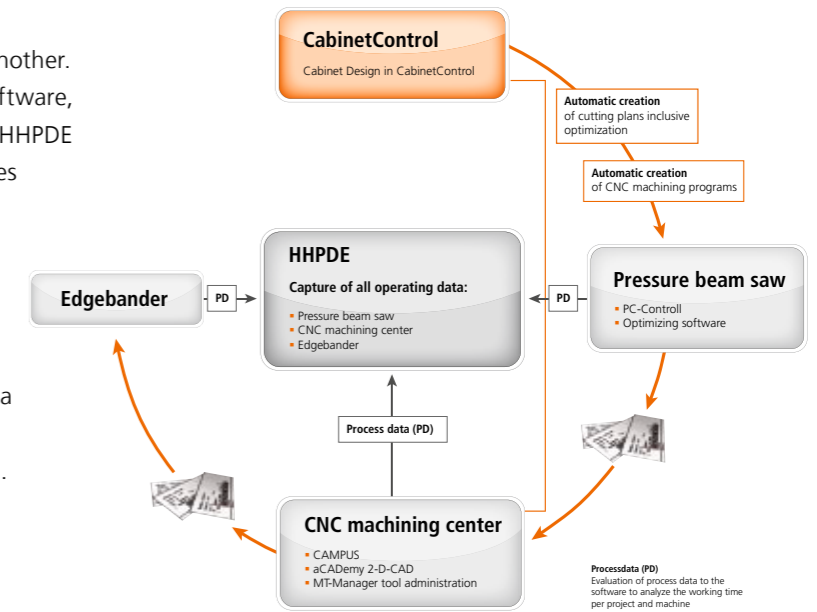 nother.
ftware,
HHPDE
es
a
.
CabinetControl
Cabinet Design in CabinetControl
Automatic creation
of cutting plans inclusive
optimization
Automatic creation
of CNC machining programs
HHPDE
Capture of all operating data:
▪ Pressure beam saw
▪ CNC machining center
▪ Edgebander
Edgebander
PD
PD
Pressure beam saw
▪ PC-Controll
▪ Optimizing software
Process data (PD)
CNC machining center
▪ CAMPUS
▪ aCADemy 2-D-CAD
▪ MT-Manager tool administration
Processdata (PD)
Evaluation of process data to the
software to analyze the working time
per project and machine